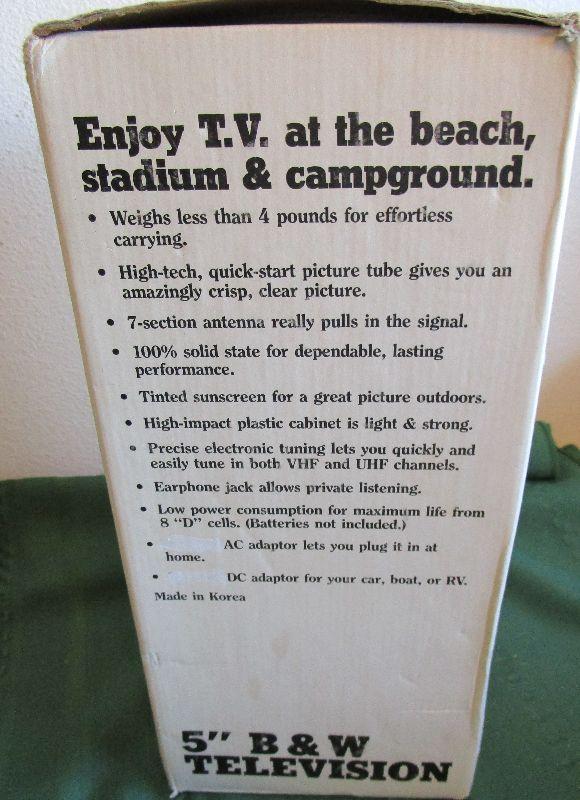 Enjoy T.V. at the beach,
stadium & campground.
• Weighs less than 4 pounds for effortless
carrying.
• High-tech, quick-start picture tube gives you an
amazingly crisp, clear picture.
• 7-section antenna really pulls in the signal.
• 100% solid state for dependable, lasting
performance.
• Tinted sunscreen for a great picture outdoors.
• High-impact plastic cabinet is light & strong.
• Precise electronic tuning lets you quickly and
easily tune in both VHF and UHF channels.
• Earphone jack allows private listening.
• Low power consumption for maximum life from
8 "D" cells. (Batteries not included.)
• AC adaptor lets you plug it in at
home.
• DC adaptor for your car, boat, or RV.
Made in Korea
5" B & W
TELEVISION